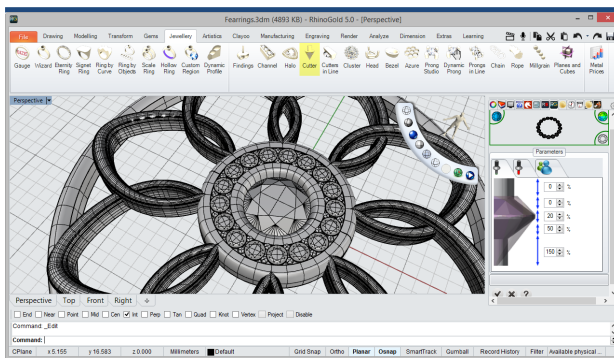 Fearrings.3dm (4893 KB) - RhinoGold 5.0 - [Perspective]
File Drawing Modelling Transform Gems Jewellery Artistics Clayoo Manufacturing Engraving Render Analyze Dimension Extras Learning
Gauge Wizard Eternity Ring Signet Ring Ring by Curve Ring by Objects Scale Ring Hollow Ring Custom Region Dynamic Profile Findings Channel Halo Cutter Cutters in Line Cluster Head Bezel Azure Prong Studio Dynamic Prong Prongs in Line Chain Rope Millgrain Planes and Cubes Metal Prices
Perspective
Parameters
0 %
0 %
20 %
50 %
150 %
Perspective Top Front Right
End Near Point Mid Cen Int Perp Tan Quad Knot Vertex Project Disable
Command: _Edit
Command:
CPlane x 5.155 y 16.583 z 0.000 Millimeters Default Grid Snap Ortho Planar Osnap SmartTrack Gumball Record History Filter Available physical...